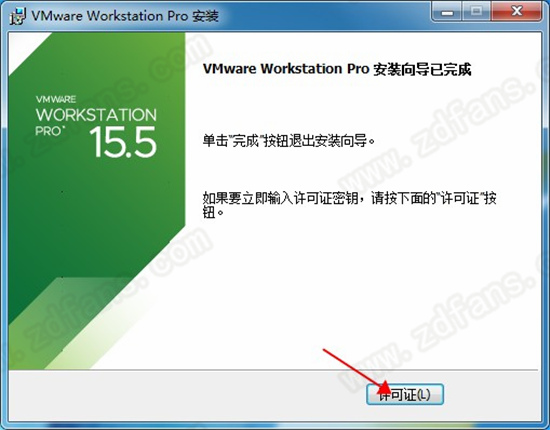 VMware Workstation Pro 安装
VMWARE
WORKSTATION
PRO™
15.5
VMware Workstation Pro 安装向导已完成
单击"完成"按钮退出安装向导。
如果要立即输入许可证密钥，请按下面的"许可证"按
钮。
许可证(L)
www.zdfans.com